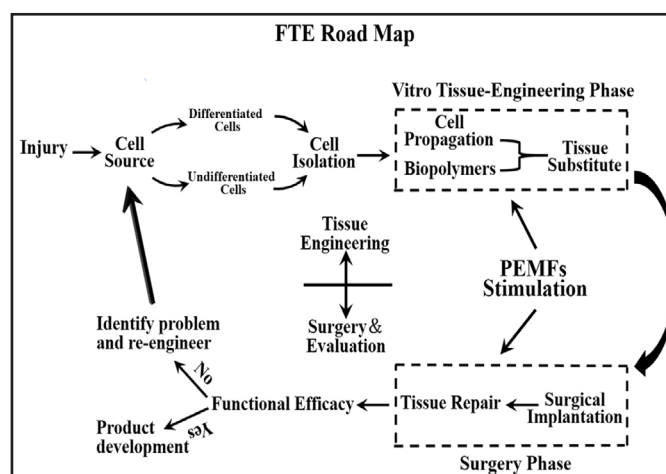 FTE Road Map
Vitro Tissue-Engineering Phase
Injury
Cell
Source
Differentiated
Cells
Undifferentiated
Cells
Cell
Isolation
Cell
Propagation
Biopolymers
Tissue
Substitute
Tissue
Engineering
Surgery &
Evaluation
PEMFs
Stimulation
Identify problem
and re-engineer
No
Yes
Product
development
Functional Efficacy
Tissue Repair
Surgical
Implantation
Surgery Phase